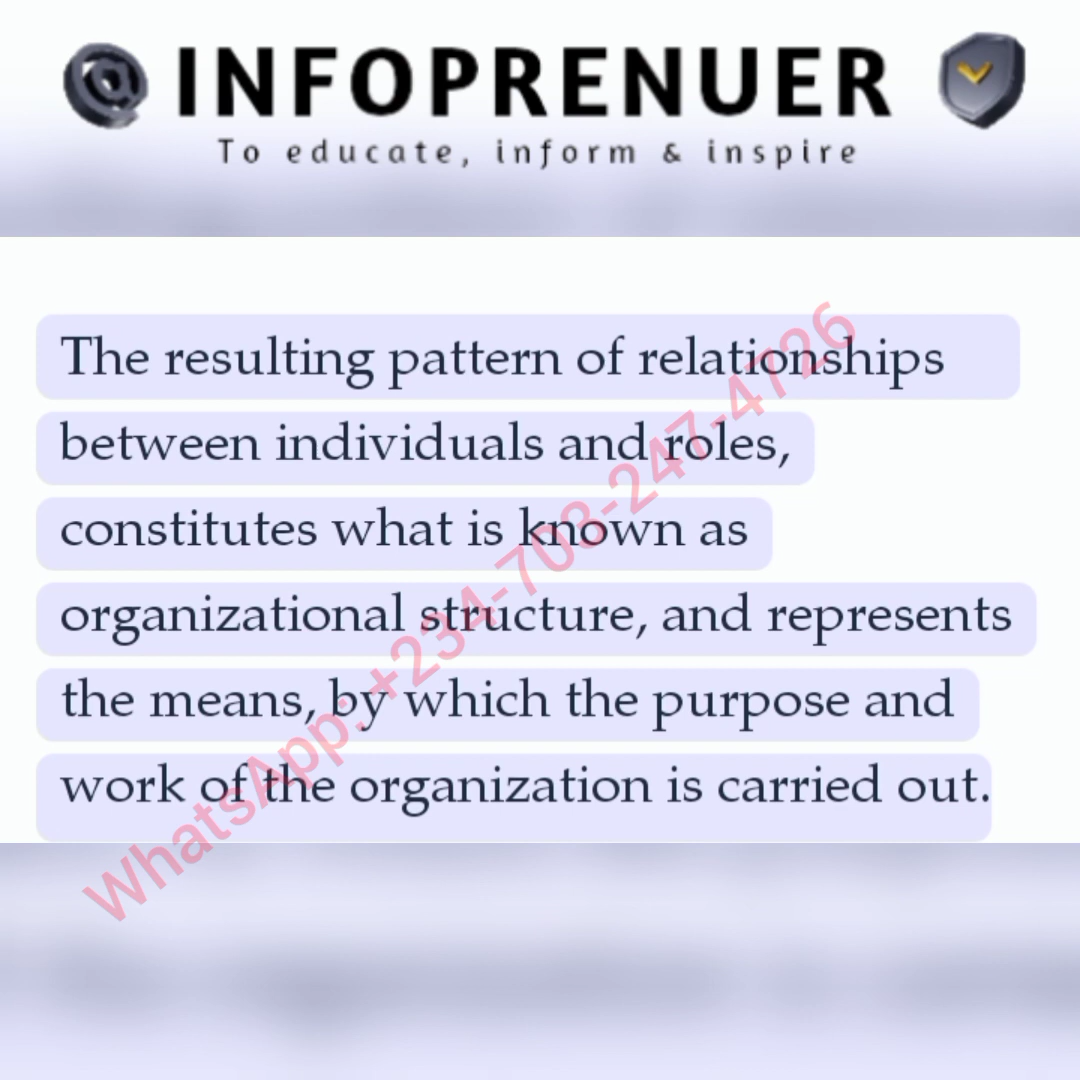 @ INFOPRENUER
To educate, inform & inspire
The resulting pattern of relationships
between individuals and roles,
constitutes what is known as
organizational structure, and represents
the means, by which the purpose and
work of the organization is carried out.
WhatsApp: +234-703-247-4726